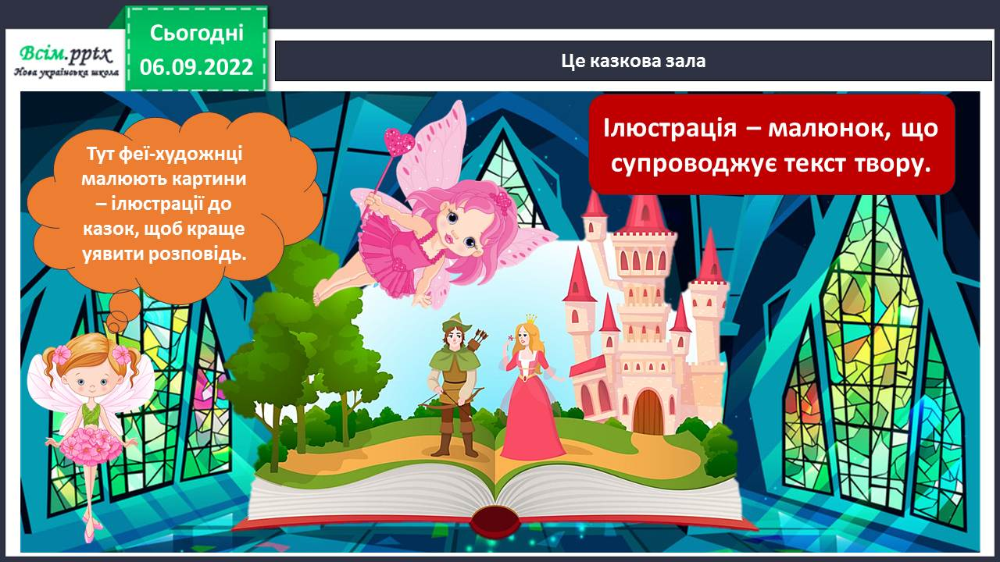 Сьогодні
06.09.2022
Всім.pptx
Нова українська школа
Це казкова зала
Тут феї-художнці
малюють картини
– ілюстрації до
казок, щоб краще
уявити розповідь.
Ілюстрація – малюнок, що
супроводжує текст твору.